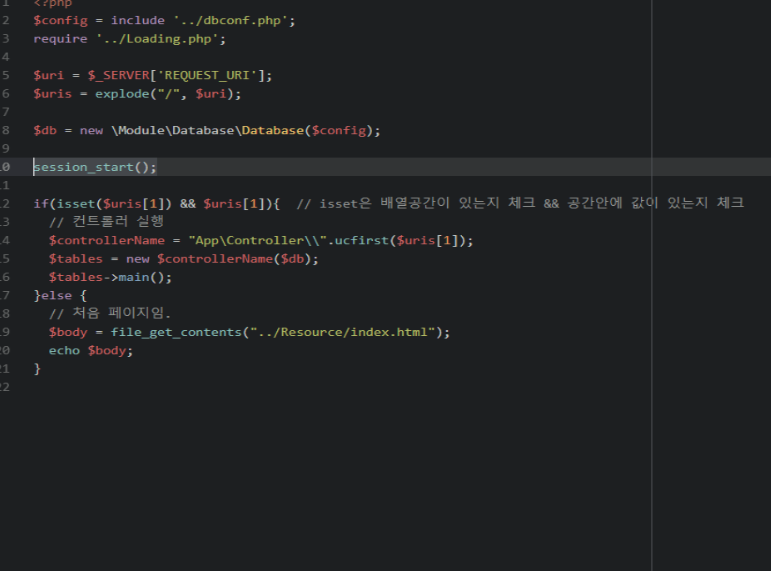 1 <?php
2 $config = include '../dbconf.php';
3 require '../Loading.php';
4
5 $uri = $_SERVER['REQUEST_URI'];
6 $uris = explode("/", $uri);
7
8 $db = new \Module\Database\Database($config);
9
10 session_start();
11
12 if(isset($uris[1]) && $uris[1]){  // isset은 배열공간이 있는지 체크 && 공간안에 값이 있는지 체크
13   // 컨트롤러 실행
14   $controllerName = "App\Controller\\".ucfirst($uris[1]);
15   $tables = new $controllerName($db);
16   $tables->main();
17 }else {
18   // 처음 페이지임.
19   $body = file_get_contents("../Resource/index.html");
20   echo $body;
21 }
22